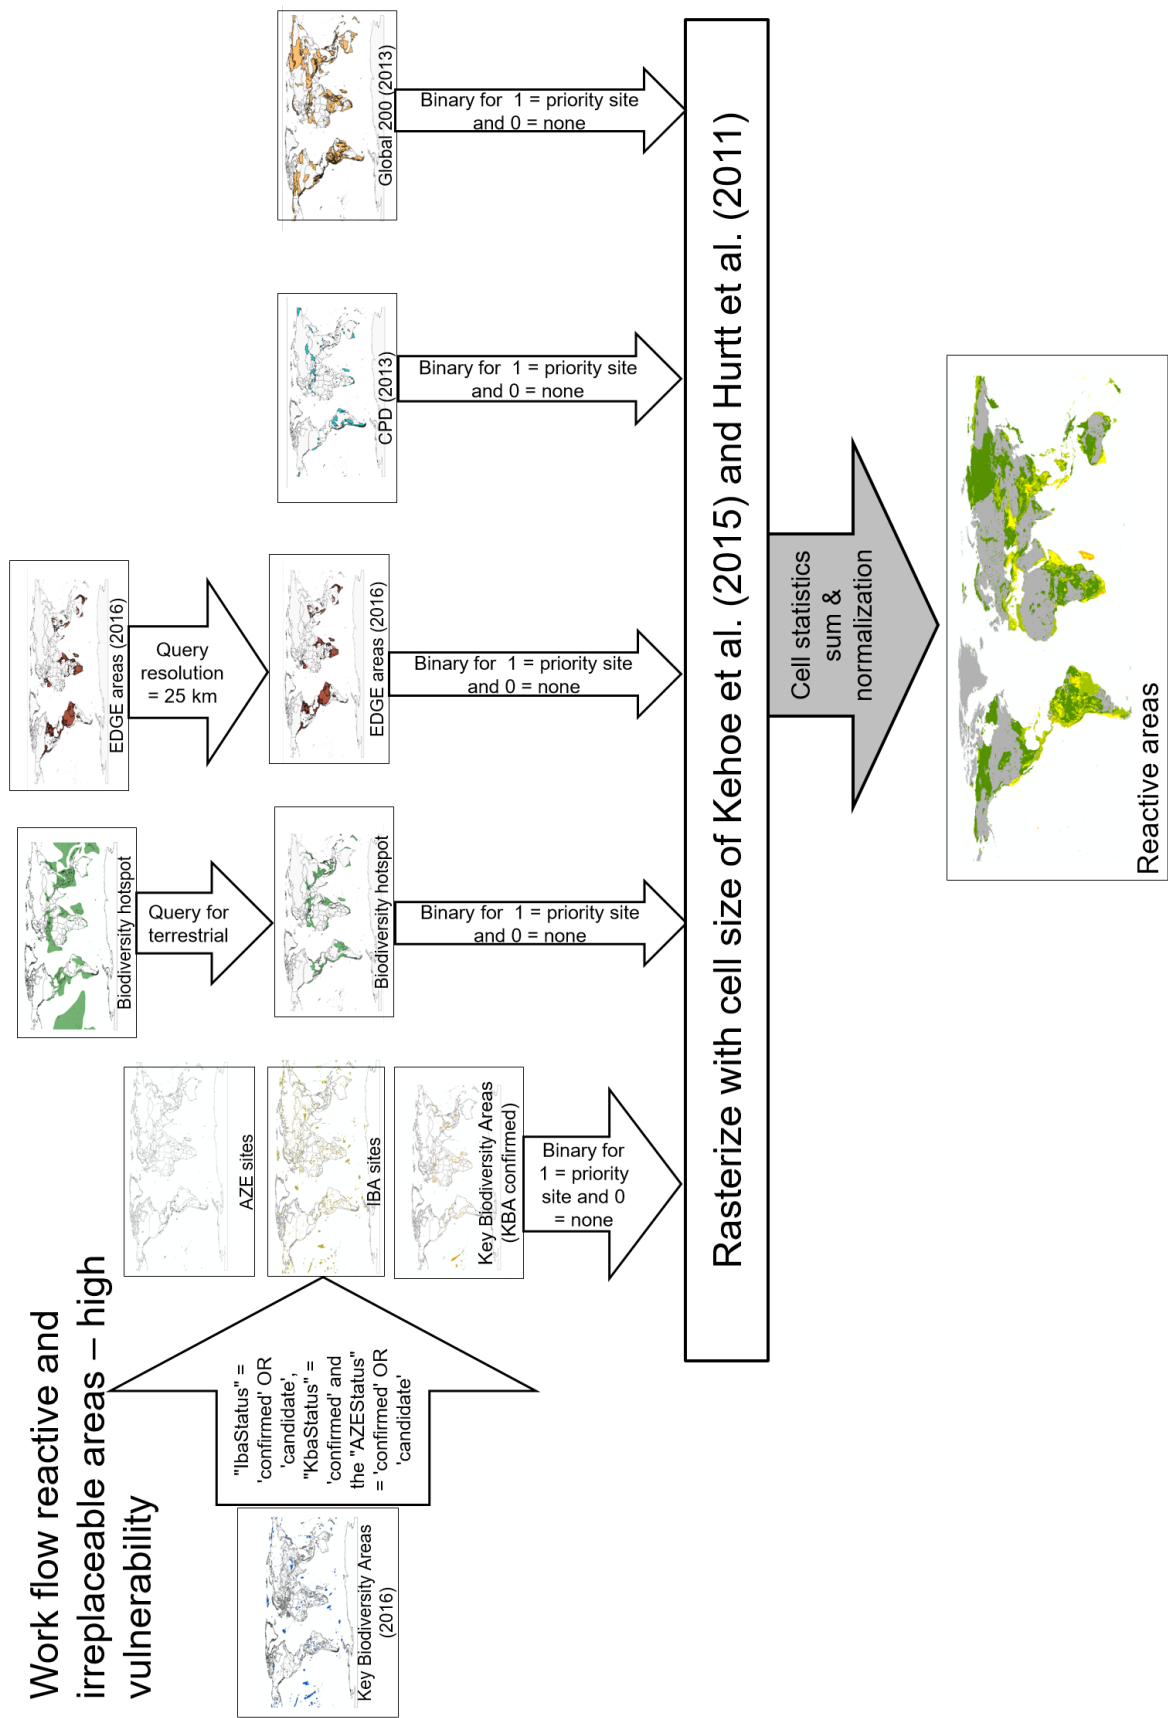 Work flow reactive and
irreplaceable areas – high
vulnerability
Key Biodiversity Areas
(2016)
"IbaStatus" =
'confirmed' OR
'candidate',
"KbaStatus" =
'confirmed' and
the "AZEStatus"
= 'confirmed' OR
'candidate'
AZE sites
IBA sites
Key Biodiversity Areas
(KBA confirmed)
Binary for
1 = priority
site and 0
= none
Biodiversity hotspot
Query for
terrestrial
Biodiversity hotspot
Binary for 1 = priority site
and 0 = none
EDGE areas (2016)
Query
resolution
= 25 km
EDGE areas (2016)
Binary for 1 = priority site
and 0 = none
CPD (2013)
Binary for 1 = priority site
and 0 = none
Global 200 (2013)
Binary for 1 = priority site
and 0 = none
Rasterize with cell size of Kehoe et al. (2015) and Hurtt et al. (2011)
Cell statistics
sum &
normalization
Reactive areas